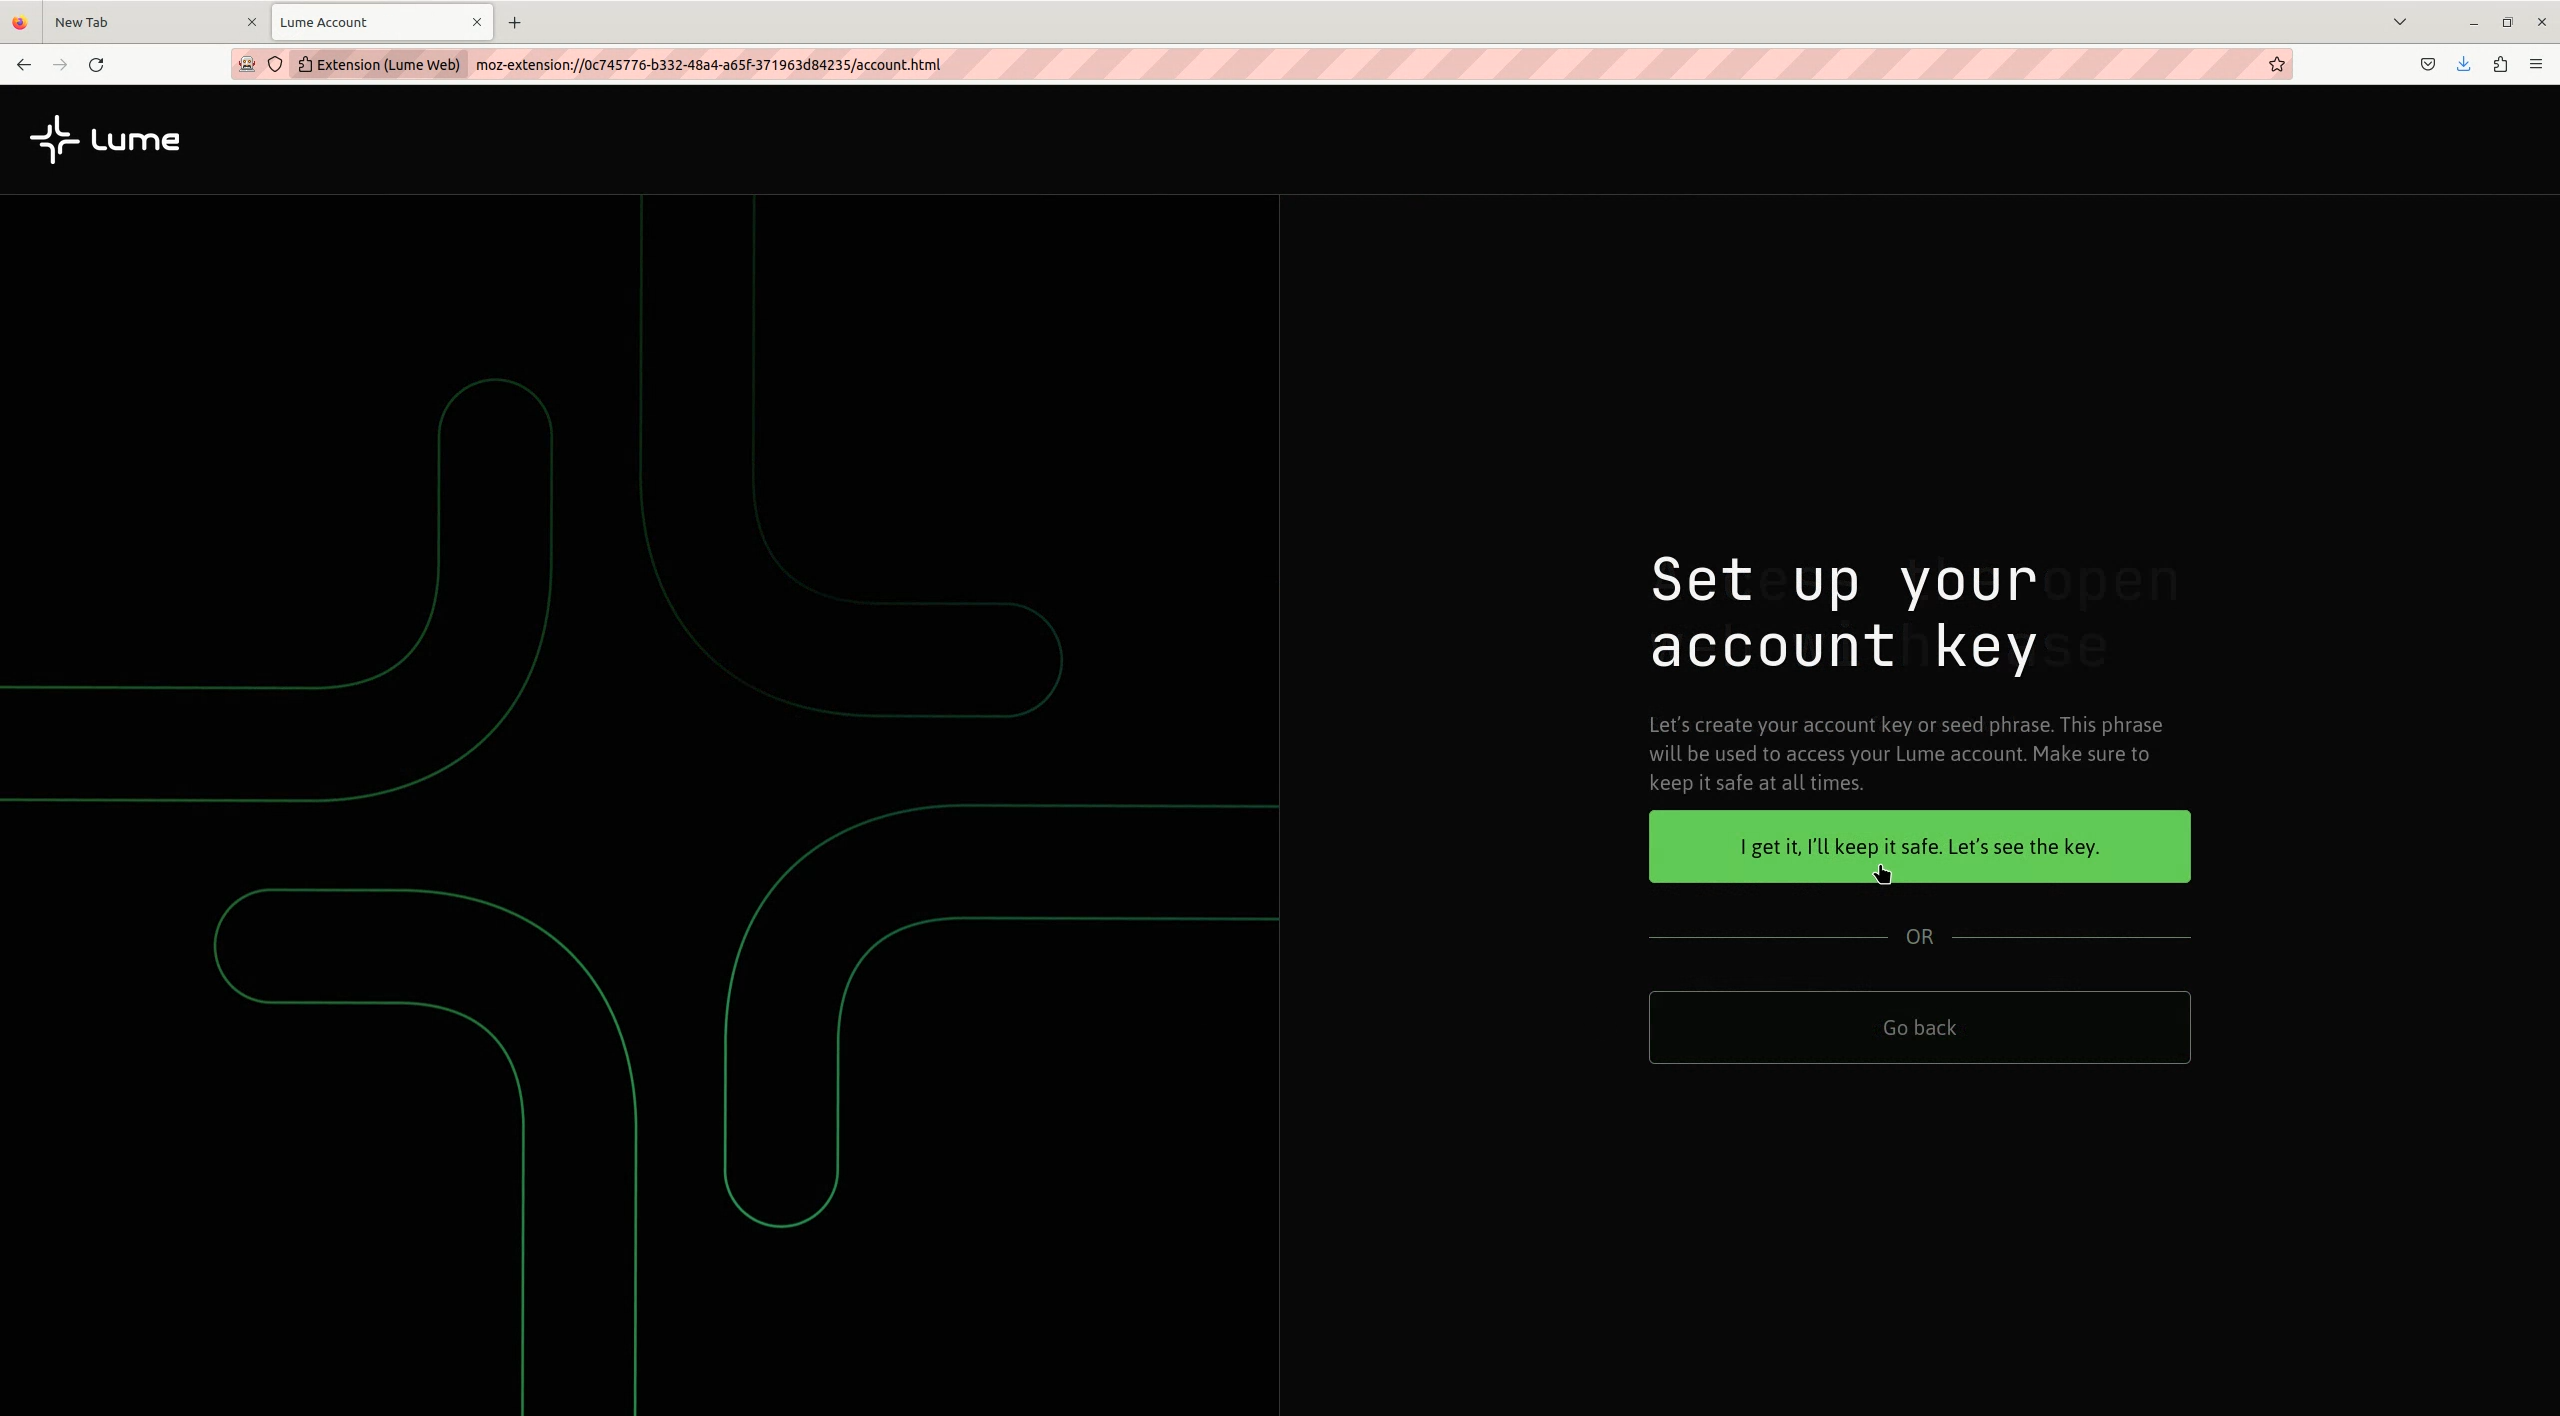 New Tab
Lume Account
Extension (Lume Web) moz-extension://0c745776-b332-48a4-a65f-371963d84235/account.html
Lume
Set up your
account key
Let’s create your account key or seed phrase. This phrase
will be used to access your Lume account. Make sure to
keep it safe at all times.
I get it, I’ll keep it safe. Let’s see the key.
OR
Go back